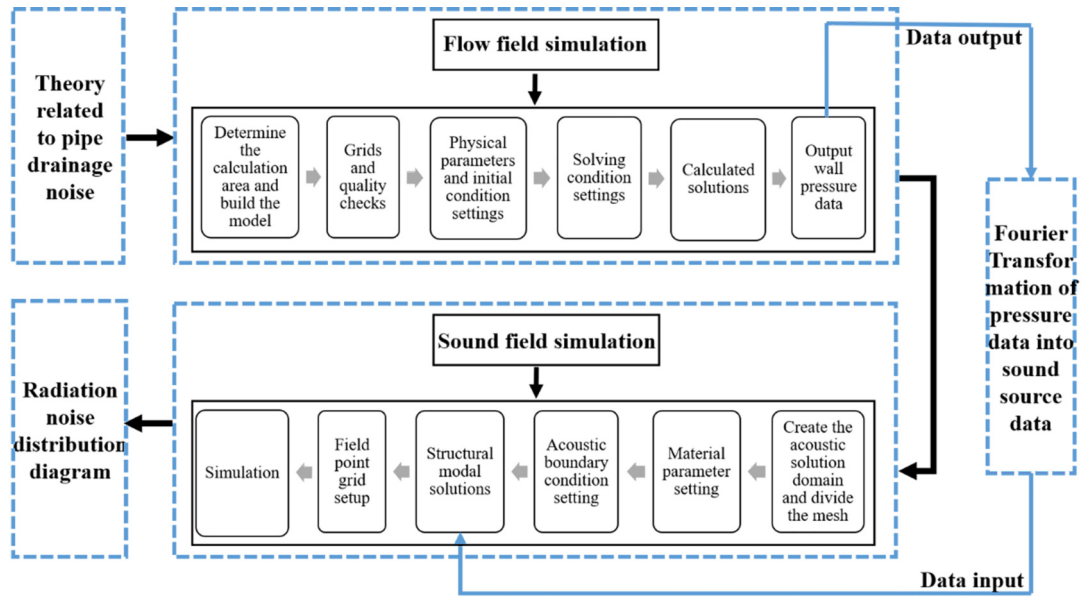 Theory
related
to pipe
drainage
noise
Flow field simulation
Determine
the
calculation
area and
build the
model
Grids
and
quality
checks
Physical
parameters
and initial
condition
settings
Solving
condition
settings
Calculated
solutions
Output
wall
pressure
data
Data output
Fourier
Transfor
mation of
pressure
data into
sound
source
data
Data input
Sound field simulation
Create the
acoustic
solution
domain
and divide
the mesh
Material
parameter
setting
Acoustic
boundary
condition
setting
Structural
modal
solutions
Field
point
grid
setup
Simulation
Radiation
noise
distribution
diagram